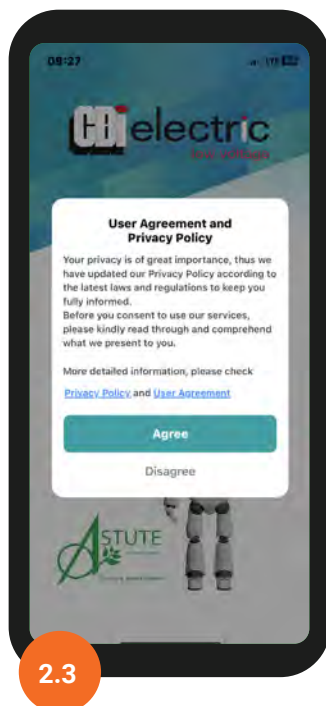 09:27
CBi electric
low voltage
User Agreement and
Privacy Policy
Your privacy is of great importance, thus we
have updated our Privacy Policy according to
the latest laws and regulations to keep you
fully informed.
Before you consent to use our services,
please kindly read through and comprehend
what we present to you.
More detailed information, please check
Privacy Policy and User Agreement
Agree
Disagree
ASTUTE
2.3